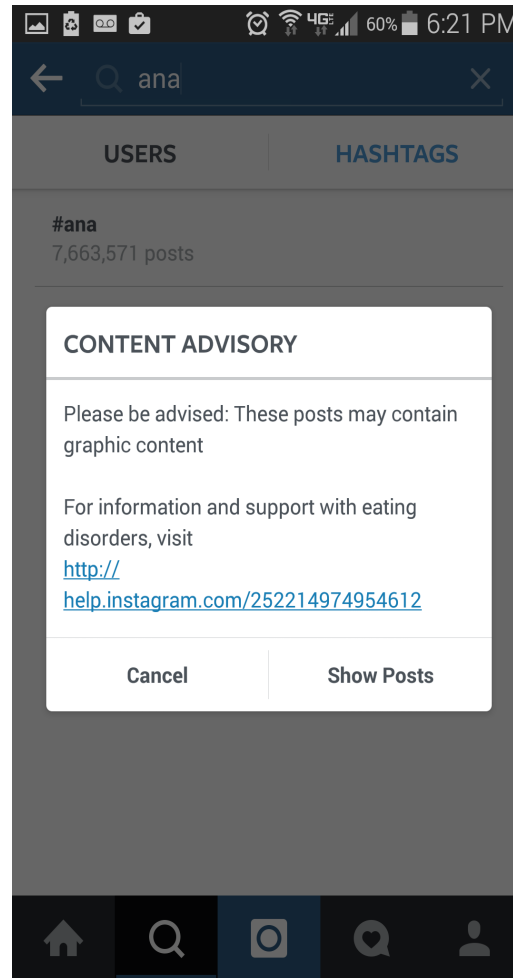 4G 60% 6:21 PM
ana
USERS HASHTAGS
#ana
7,663,571 posts
CONTENT ADVISORY
Please be advised: These posts may contain
graphic content
For information and support with eating
disorders, visit
http://
help.instagram.com/252214974954612
Cancel Show Posts